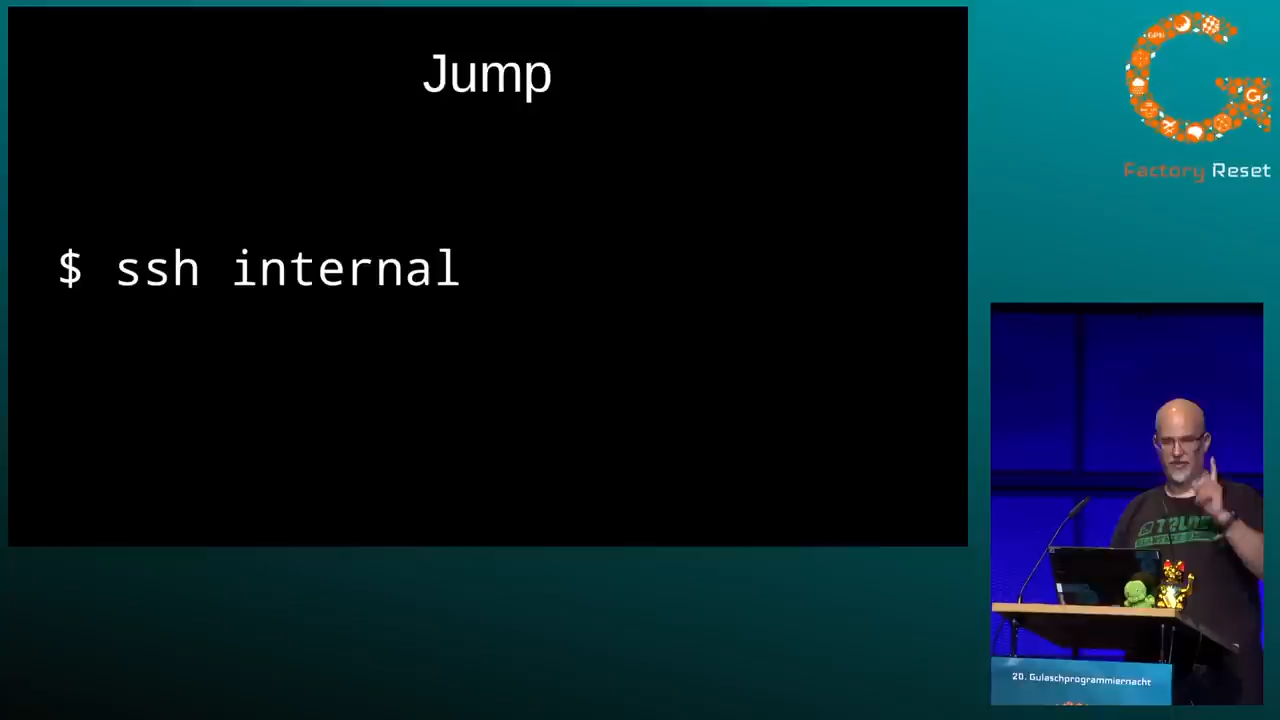 Jump
$ ssh internal
Factory Reset
20. Gulaschprogrammiernacht